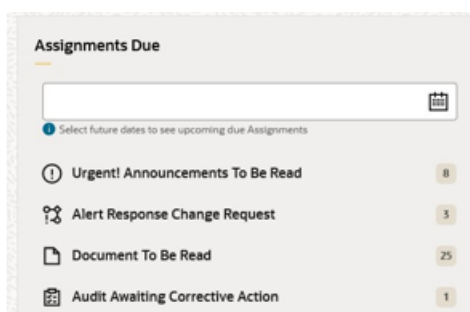 Assignments Due
Select future dates to see upcoming due Assignments
Urgent! Announcements To Be Read 8
Alert Response Change Request 3
Document To Be Read 25
Audit Awaiting Corrective Action 1